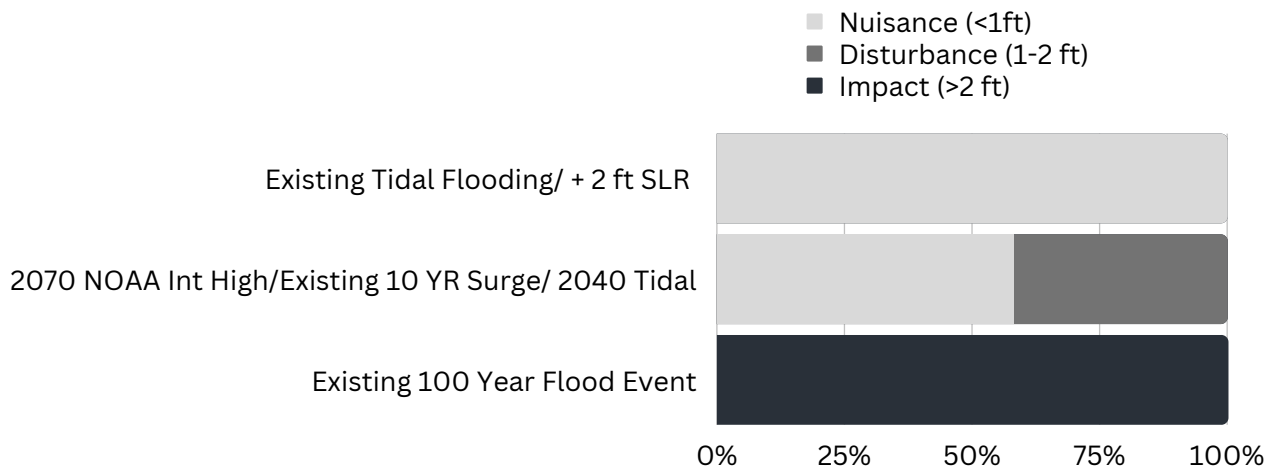 Nuisance (<1ft)
Disturbance (1-2 ft)
Impact (>2 ft)
Existing Tidal Flooding/ + 2 ft SLR
2070 NOAA Int High/Existing 10 YR Surge/ 2040 Tidal
Existing 100 Year Flood Event
0% 25% 50% 75% 100%